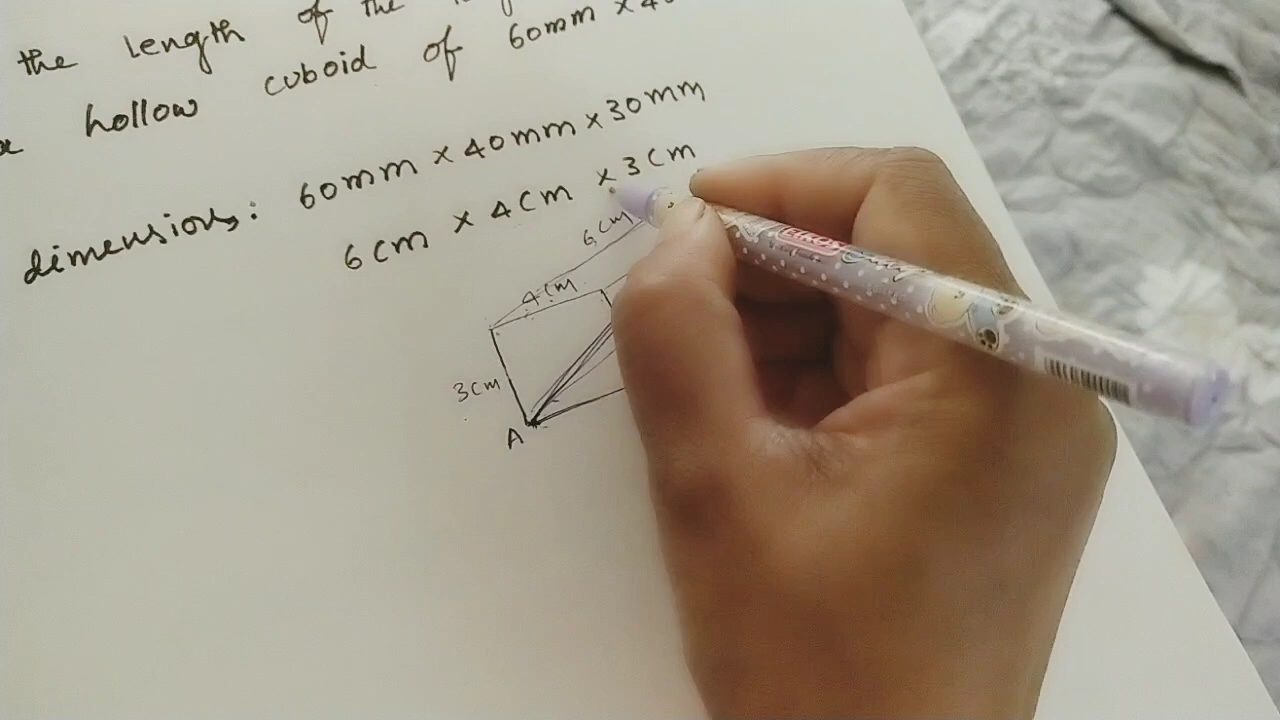 the length of the
hollow cuboid of 60mm x
dimensions: 60mm x 40mm x 30mm
6cm x 4cm x 3cm
6cm
4cm
3cm
A